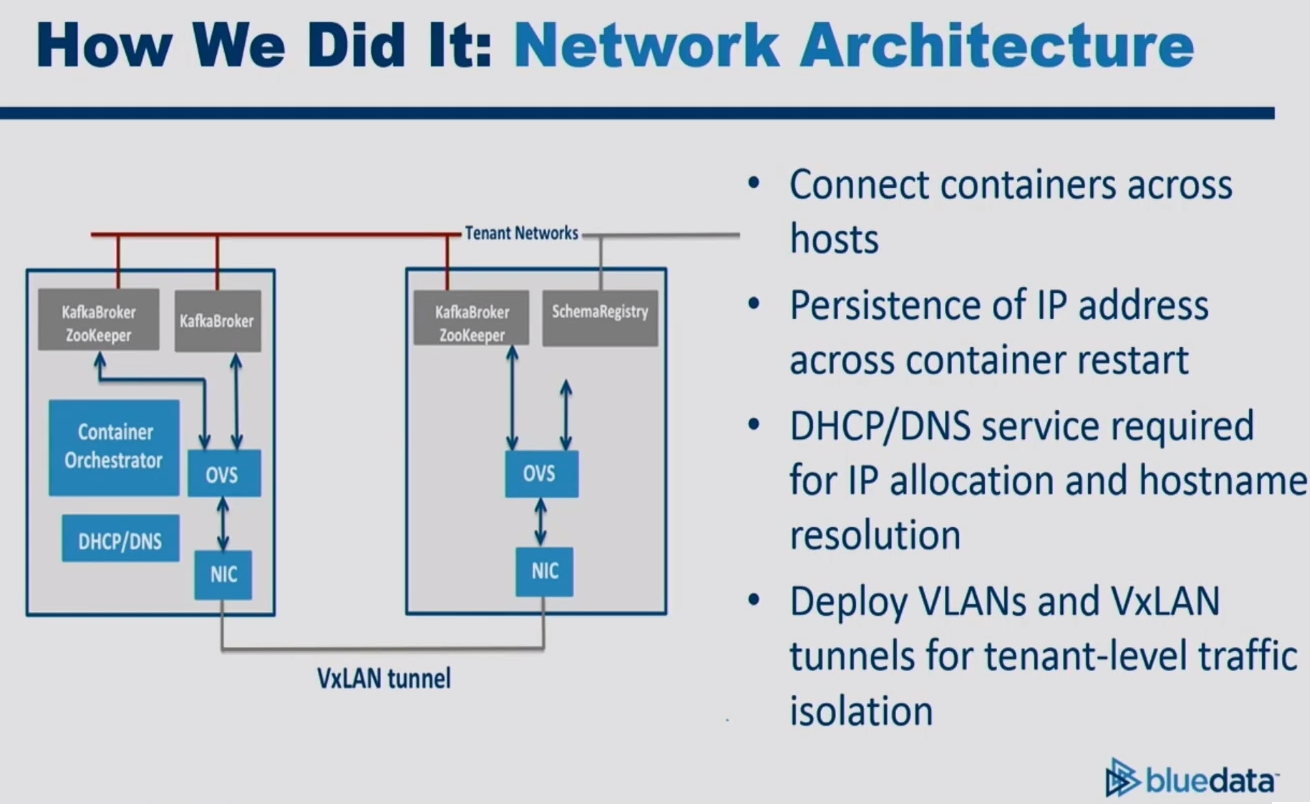 How We Did It: Network Architecture
Tenant Networks
KafkaBroker
ZooKeeper
KafkaBroker
KafkaBroker
ZooKeeper
SchemaRegistry
Container
Orchestrator
OVS
DHCP/DNS
NIC
OVS
NIC
VxLAN tunnel
• Connect containers across
hosts
• Persistence of IP address
across container restart
• DHCP/DNS service required
for IP allocation and hostname
resolution
• Deploy VLANs and VxLAN
tunnels for tenant-level traffic
isolation
bluedata